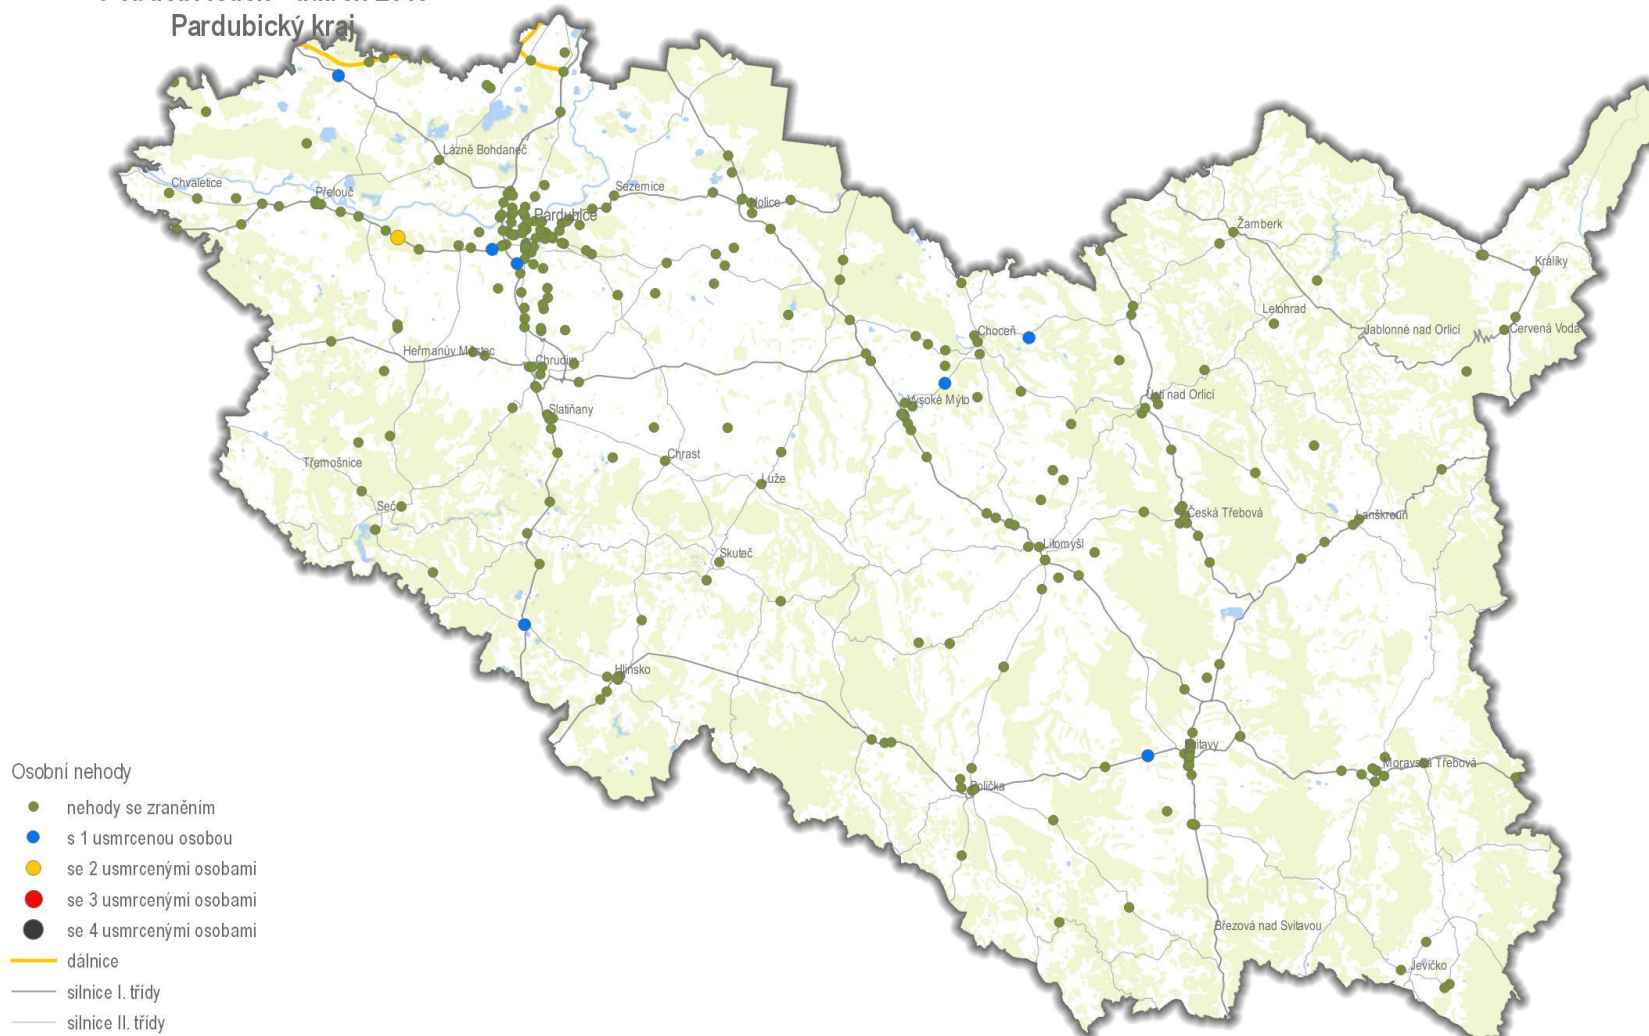 Pardubický kraj
Lázně Bohdaneč
Chvaletice
Přelouč
Sezemice
Pardubice
Holice
Žamberk
Králíky
Choceň
Letohrad
Jablonné nad Orlicí
Červená Voda
Heřmanův Městec
Chrudim
Vysoké Mýto
Ústí nad Orlicí
Slatiňany
Třemošnice
Chrast
Luže
Seč
Česká Třebová
Lanškroun
Skuteč
Litomyšl
Hlinsko
Svitavy
Moravská Třebová
Polička
Březová nad Svitavou
Jevíčko
Osobní nehody
nehody se zraněním
s 1 usmrcenou osobou
se 2 usmrcenými osobami
se 3 usmrcenými osobami
se 4 usmrcenými osobami
dálnice
silnice I. třídy
silnice II. třídy